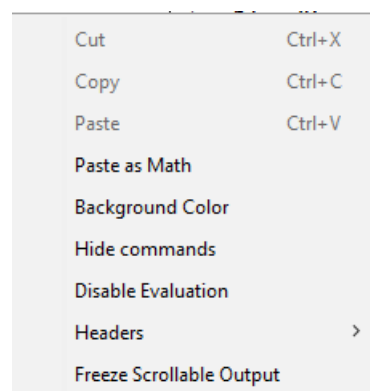 Cut Ctrl+X
Copy Ctrl+C
Paste Ctrl+V
Paste as Math
Background Color
Hide commands
Disable Evaluation
Headers >
Freeze Scrollable Output